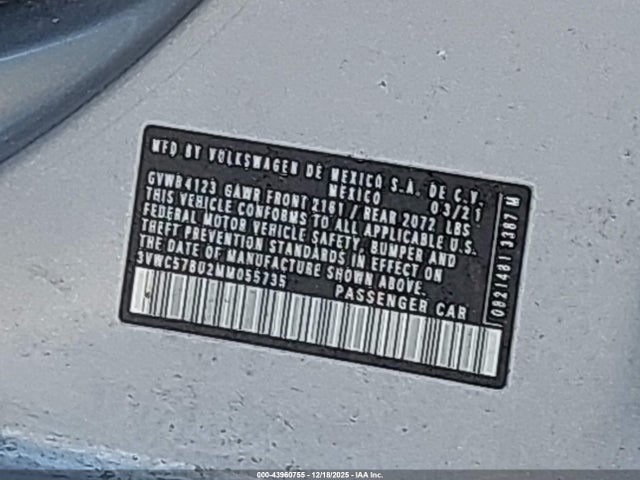 MFD BY VOLKSWAGEN DE MEXICO S.A. DE C.V.
MEXICO 03/21
GVWR 4123 GAWR FRONT 2161 / REAR 2072 LBS
THIS VEHICLE CONFORMS TO ALL APPLICABLE U.S.
FEDERAL MOTOR VEHICLE SAFETY, BUMPER AND
THEFT PREVENTION STANDARDS IN EFFECT ON
THE DATE OF MANUFACTURE SHOWN ABOVE.
3VWC57BU2MM055735 PASSENGER CAR
08214813 3387 M
000-43960755 - 12/18/2025 - IAA Inc.